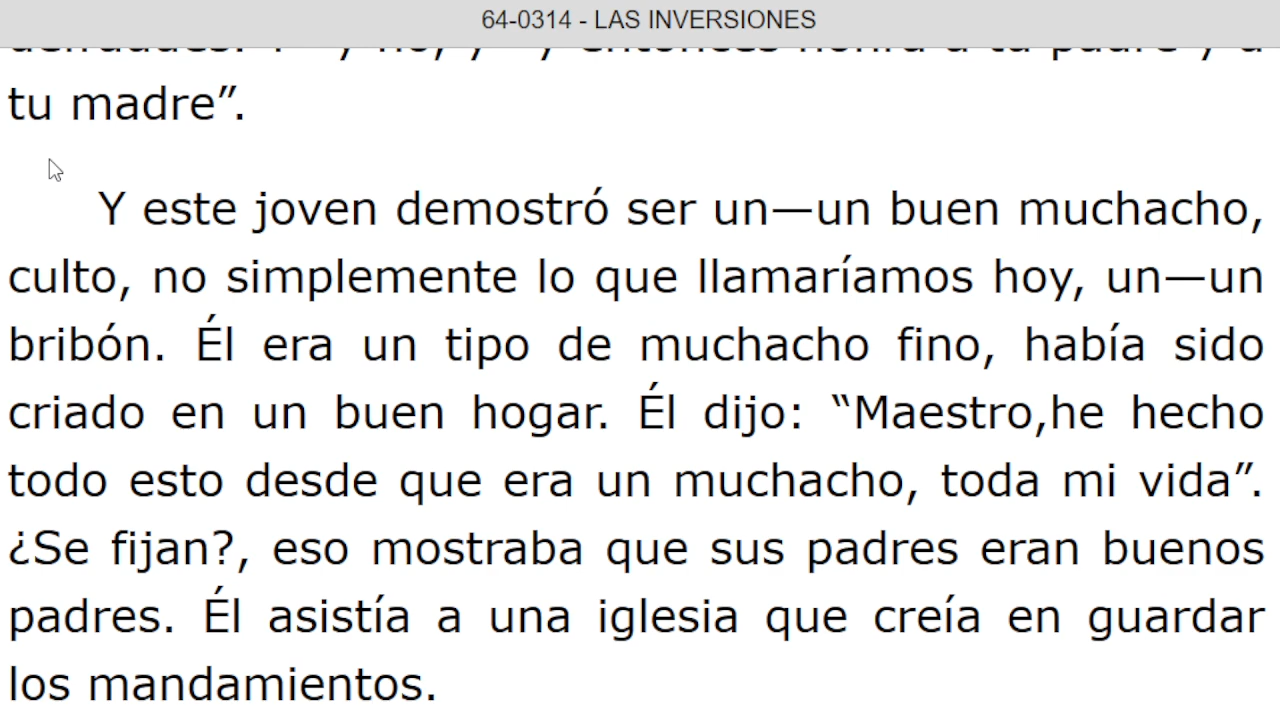 64-0314 - LAS INVERSIONES
tu madre”.
Y este joven demostró ser un—un buen muchacho,
culto, no simplemente lo que llamaríamos hoy, un—un
bribón. Él era un tipo de muchacho fino, había sido
criado en un buen hogar. Él dijo: “Maestro,he hecho
todo esto desde que era un muchacho, toda mi vida”.
¿Se fijan?, eso mostraba que sus padres eran buenos
padres. Él asistía a una iglesia que creía en guardar
los mandamientos.